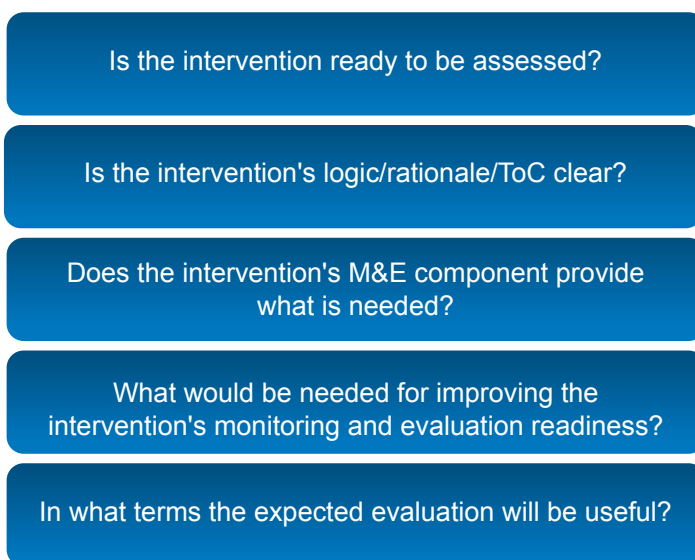 Is the intervention ready to be assessed?
Is the intervention's logic/rationale/ToC clear?
Does the intervention's M&E component provide
what is needed?
What would be needed for improving the
intervention's monitoring and evaluation readiness?
In what terms the expected evaluation will be useful?